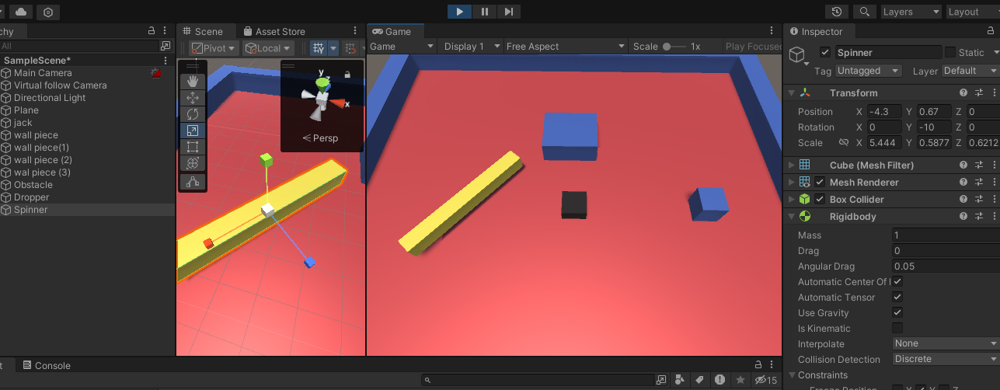 Layers
Layout
chy
Scene
Asset Store
Game
Inspector
All
Pivot
Local
Game
Display 1
Free Aspect
Scale
1x
Play Focused
Spinner
Static
SampleScene*
Tag
Untagged
Layer
Default
Main Camera
Virtual follow Camera
Directional Light
Plane
jack
wall piece
wall piece(1)
wall piece (2)
wal piece (3)
Obstacle
Dropper
Spinner
y
z
x
Persp
Transform
Position X -4.3 Y 0.67 Z 0
Rotation X 0 Y -10 Z 0
Scale X 5.444 Y 0.5877 Z 0.6212
Cube (Mesh Filter)
Mesh Renderer
Box Collider
Rigidbody
Mass 1
Drag 0
Angular Drag 0.05
Automatic Center Of
Automatic Tensor
Use Gravity
Is Kinematic
Interpolate None
Collision Detection Discrete
Constraints
Freeze Position X Y Z
t
Console
15